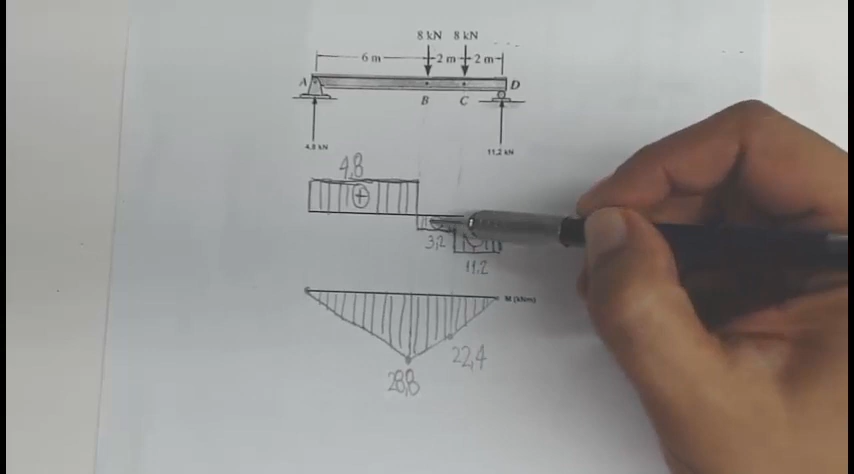 8 kN 8 kN
6 m 2 m 2 m
A D
B C
4,8 kN 11,2 kN
4,8
+
3,2
11,2
M (kNm)
22,4
28,8